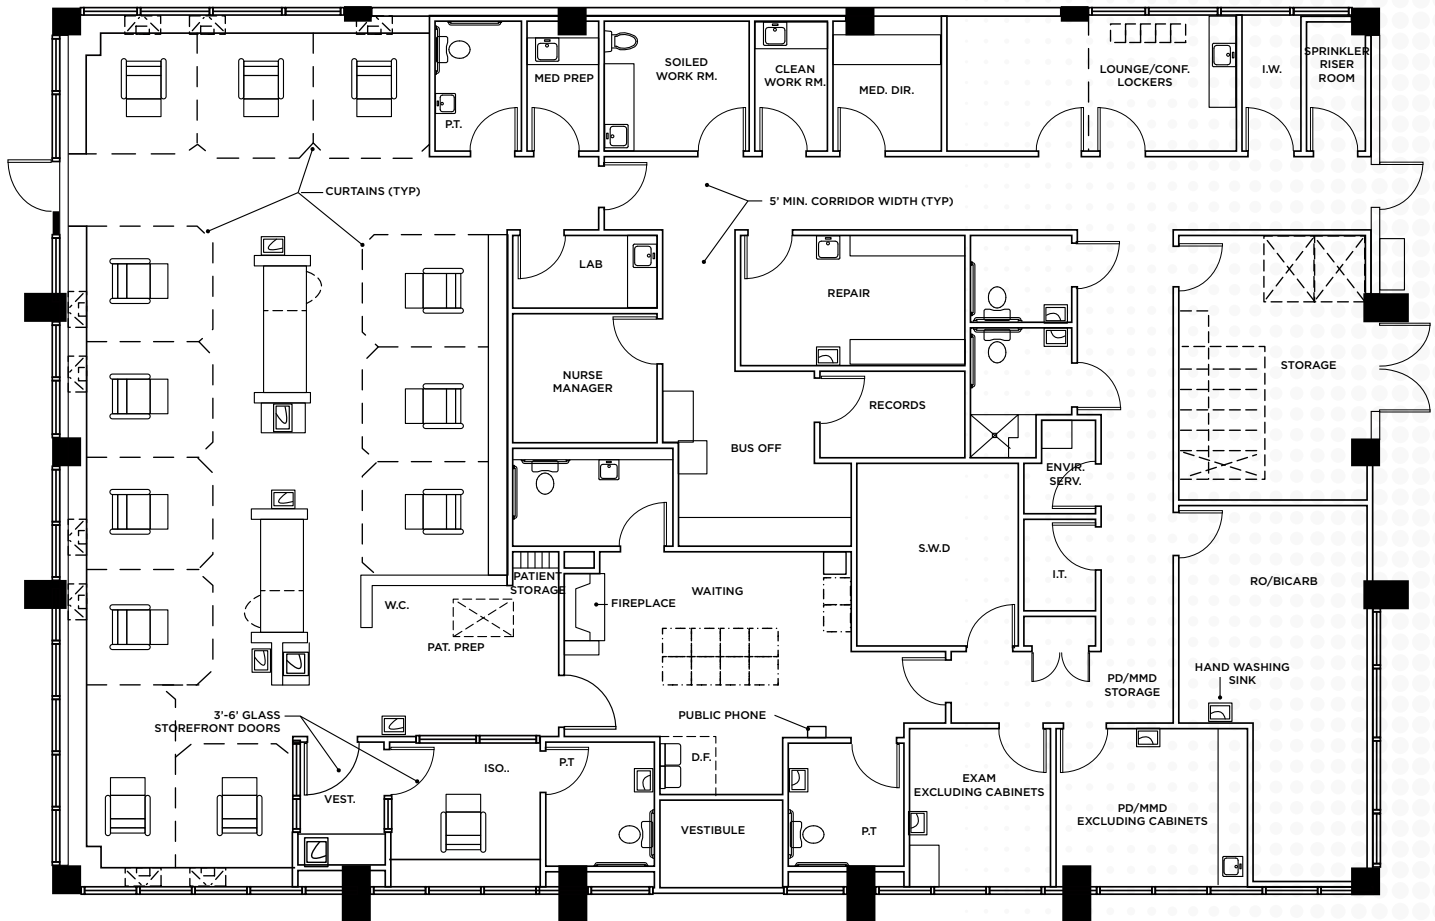 P.T.
MED PREP
SOILED
WORK RM.
CLEAN
WORK RM.
MED. DIR.
LOUNGE/CONF.
LOCKERS
I.W.
SPRINKLER
RISER
ROOM
CURTAINS (TYP)
5' MIN. CORRIDOR WIDTH (TYP)
LAB
REPAIR
STORAGE
NURSE
MANAGER
RECORDS
BUS OFF
ENVIR.
SERV.
S.W.D
I.T.
RO/BICARB
PATIENT
STORAGE
WAITING
FIREPLACE
W.C.
PAT. PREP
HAND WASHING
SINK
PD/MMD
STORAGE
3'-6' GLASS
STOREFRONT DOORS
PUBLIC PHONE
ISO..
P.T
D.F.
VEST.
EXAM
EXCLUDING CABINETS
PD/MMD
EXCLUDING CABINETS
VESTIBULE
P.T